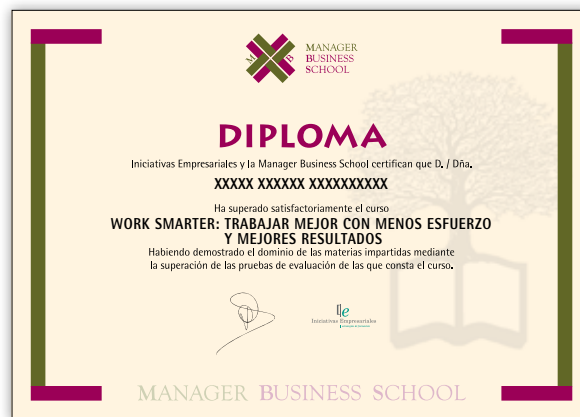 M B
MANAGER
BUSINESS
SCHOOL
DIPLOMA
Iniciativas Empresariales y la Manager Business School certifican que D. / Dña.
XXXXX XXXXXX XXXXXXXXXX
Ha superado satisfactoriamente el curso
WORK SMARTER: TRABAJAR MEJOR CON MENOS ESFUERZO
Y MEJORES RESULTADOS
Habiendo demostrado el dominio de las materias impartidas mediante
la superación de las pruebas de evaluación de las que consta el curso.
Iniciativas Empresariales
MANAGER BUSINESS SCHOOL